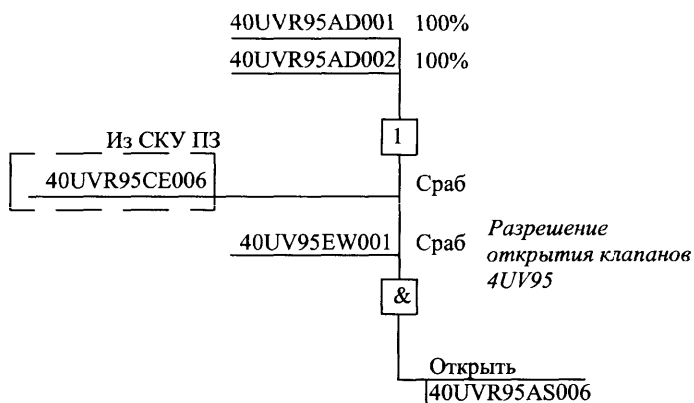 40UVR95AD001 100%
40UVR95AD002 100%
1
Из СКУ ПЗ
40UVR95CE006 Сраб
40UV95EW001 Сраб
Разрешение
открытия клапанов
4UV95
&
Открыть
40UVR95AS006